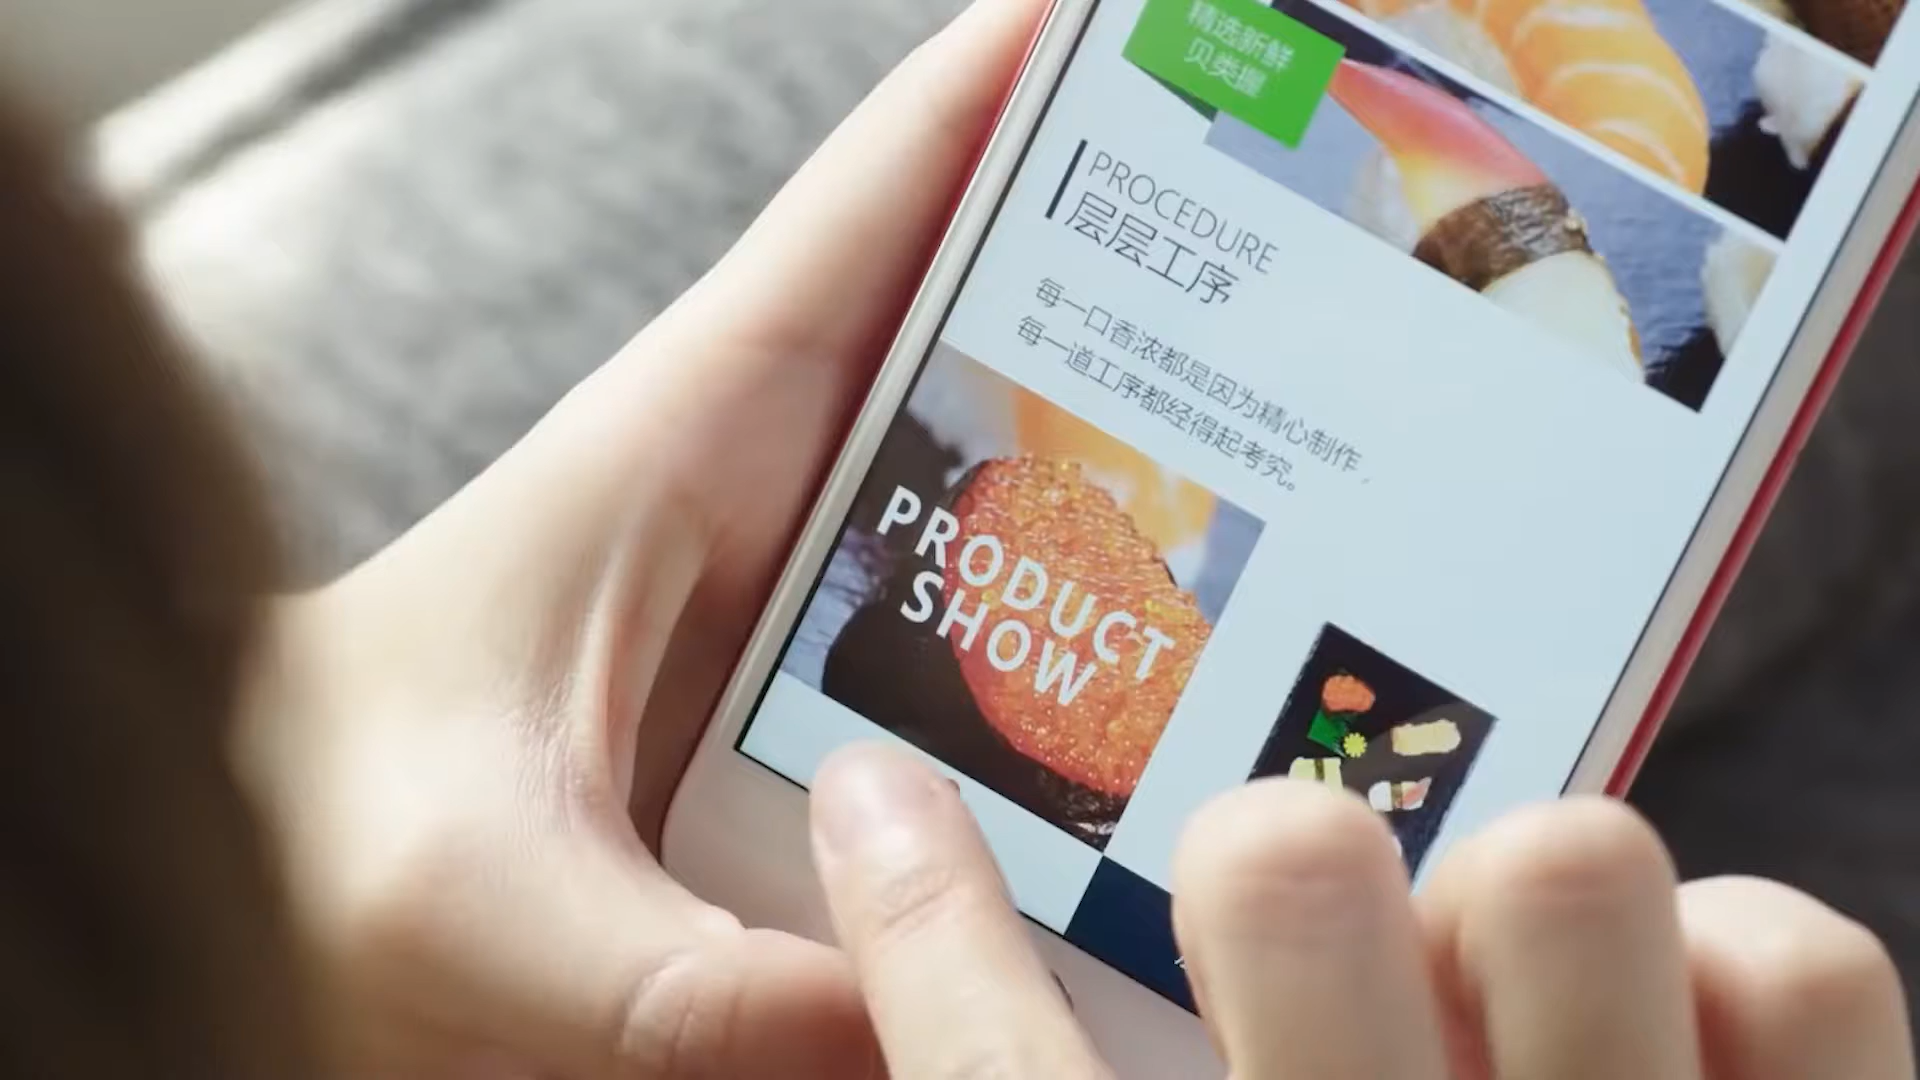 精选新鲜
贝类握
PROCEDURE
层层工序
每一口香浓都是因为精心制作,
每一道工序都经得起考究。
PRODUCT
SHOW